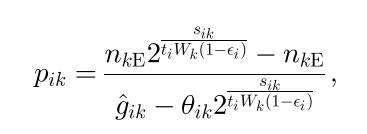 $p_{ik} = \frac{n_{k\mathrm{E}} 2^{\frac{s_{ik}}{t_i W_k (1-\epsilon_i)}} - n_{k\mathrm{E}}}{\hat{g}_{ik} - \theta_{ik} 2^{\frac{s_{ik}}{t_i W_k (1-\epsilon_i)}}},$